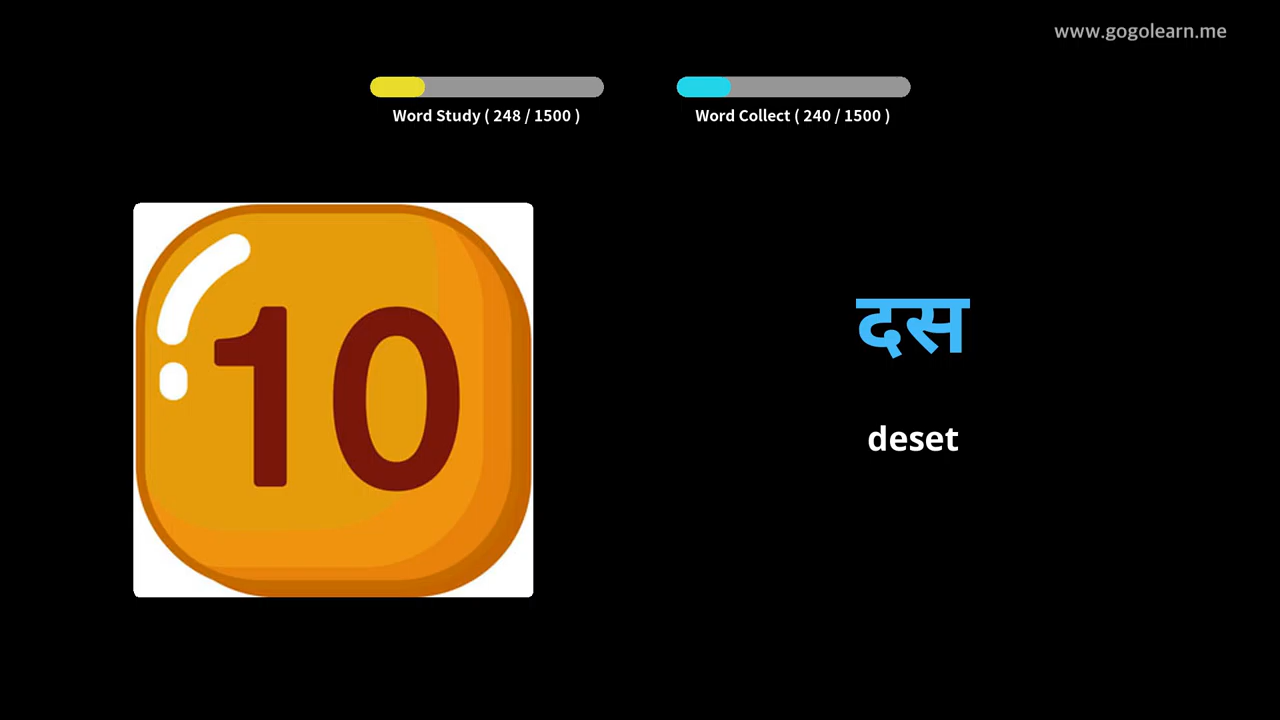 www.gogolearn.me
Word Study ( 248 / 1500 )
Word Collect ( 240 / 1500 )
10
दस
deset